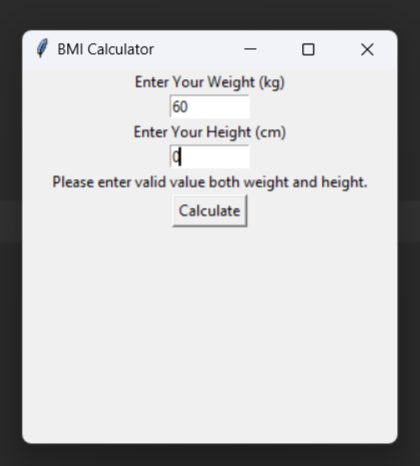 BMI Calculator
Enter Your Weight (kg)
60
Enter Your Height (cm)
0
Please enter valid value both weight and height.
Calculate